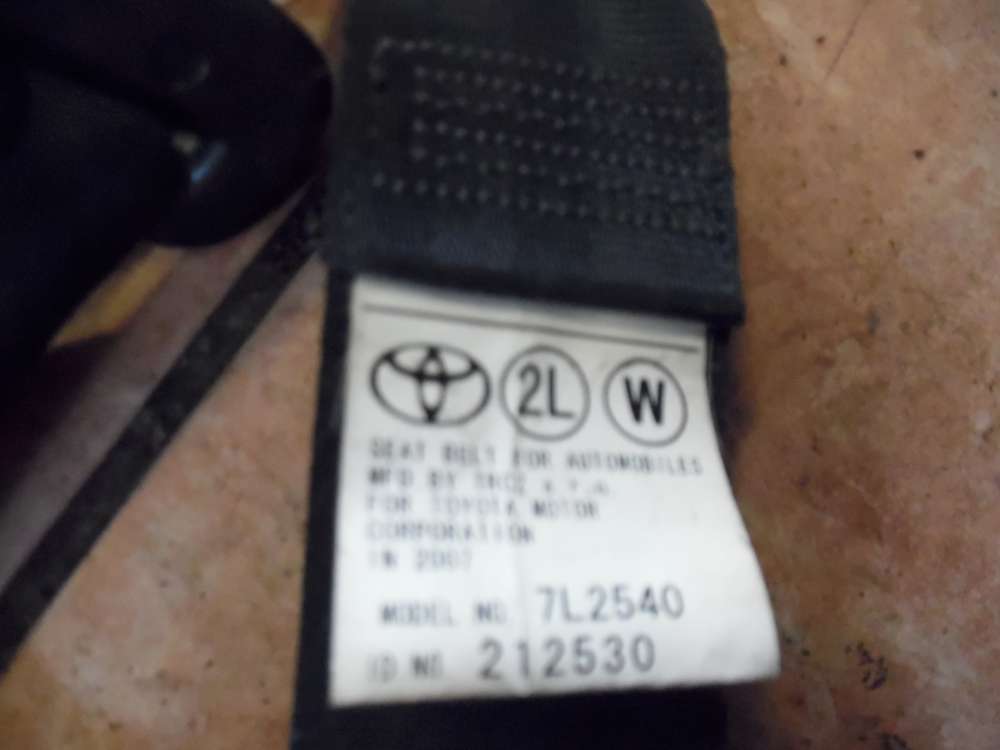 2L W
SEAT BELT FOR AUTOMOBILES
MFD BY
FOR TOYOTA MOTOR
CORPORATION
IN 2007
MODEL NO. 7L2540
ID NO. 212530